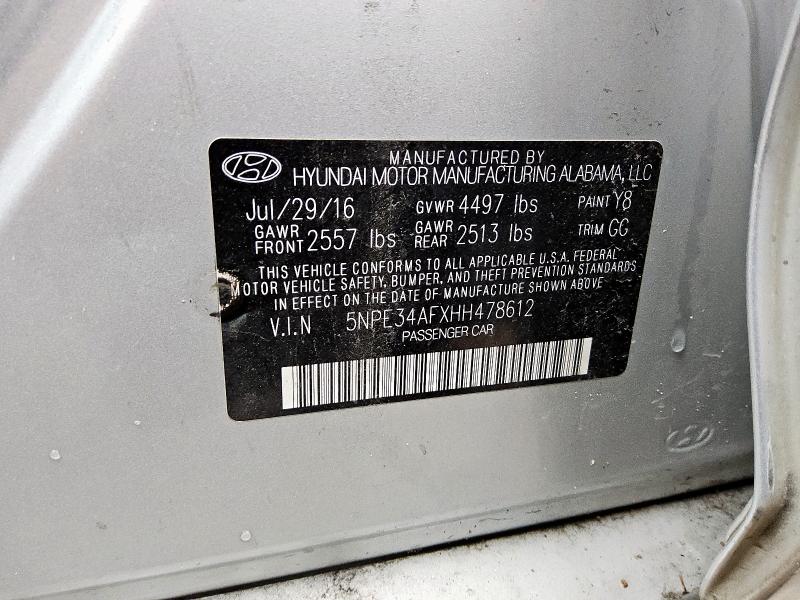 MANUFACTURED BY
HYUNDAI MOTOR MANUFACTURING ALABAMA, LLC
Jul/29/16 GVWR 4497 lbs PAINT Y8
GAWR FRONT 2557 lbs GAWR REAR 2513 lbs TRIM GG
THIS VEHICLE CONFORMS TO ALL APPLICABLE U.S.A. FEDERAL
MOTOR VEHICLE SAFETY, BUMPER, AND THEFT PREVENTION STANDARDS
IN EFFECT ON THE DATE OF MANUFACTURE SHOWN ABOVE
V.I.N 5NPE34AFXHH478612
PASSENGER CAR